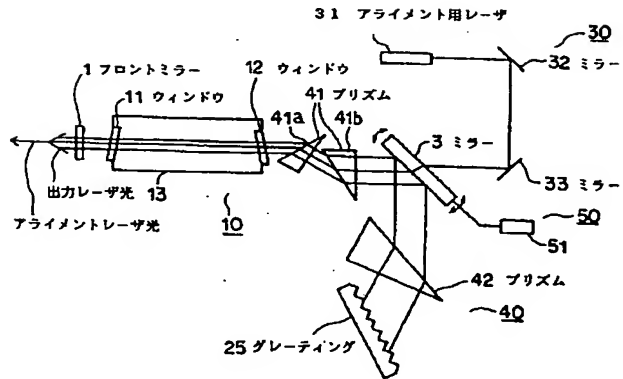 31 アライメント用レーザ
30
32 ミラー
1 フロントミラー
12 ウィンドウ
11 ウィンドウ
41 プリズム
41a
41b
3 ミラー
33 ミラー
13
出力レーザ光
アライメントレーザ光
10
50
51
42 プリズム
40
25 グレーティング